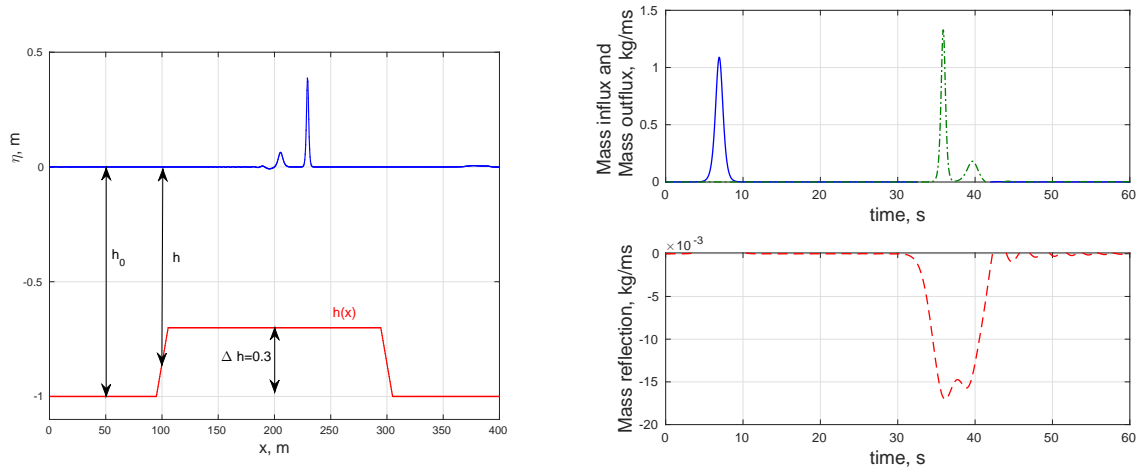 0.5
0
-0.5
-1
η, m
h0
h
h(x)
Δ h=0.3
0 50 100 150 200 250 300 350 400
x, m
Mass influx and
Mass outflux, kg/ms
1.5
1
0.5
0
0 10 20 30 40 50 60
time, s
×10-3
Mass reflection, kg/ms
0
-5
-10
-15
-20
0 10 20 30 40 50 60
time, s